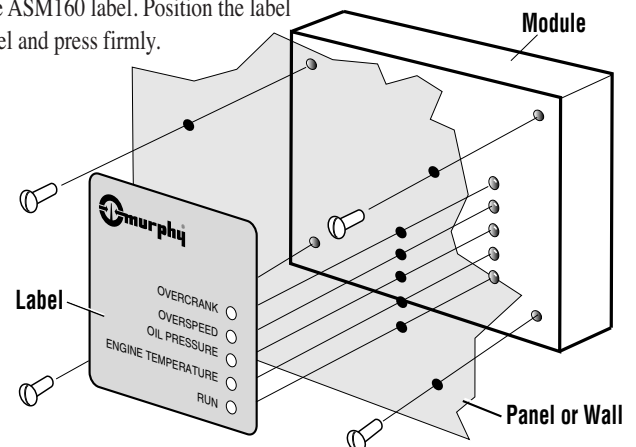 ASM160 label. Position the label
el and press firmly.
Module
murphy
OVERCRANK
OVERSPEED
OIL PRESSURE
ENGINE TEMPERATURE
RUN
Label
Panel or Wall